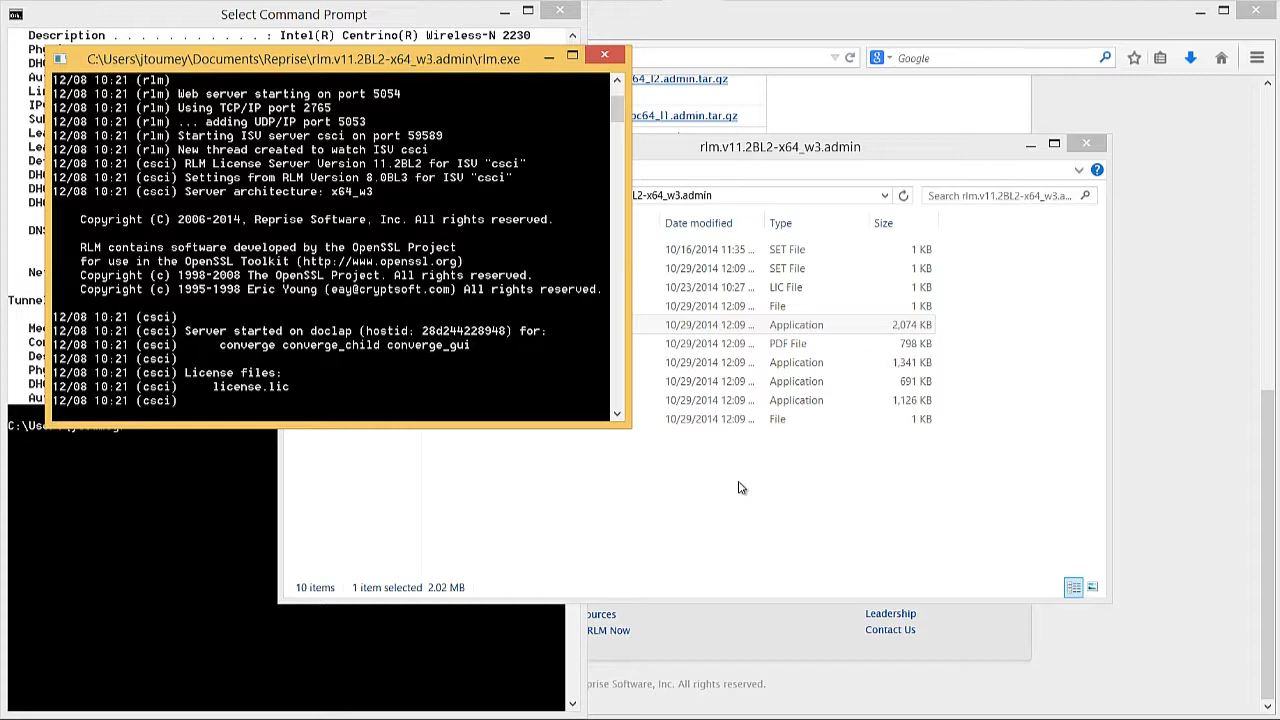 Select Command Prompt
Description . . . . . . . . . . . : Intel(R) Centrino(R) Wireless-N 2230
C:\Users\jtoumey\Documents\Reprise\rlm.v11.2BL2-x64_w3.admin\rlm.exe
12/08 10:21 (rlm)
12/08 10:21 (rlm) Web server starting on port 5054
12/08 10:21 (rlm) Using TCP/IP port 2765
12/08 10:21 (rlm) ... adding UDP/IP port 5053
12/08 10:21 (rlm) Starting ISV server csci on port 59589
12/08 10:21 (rlm) New thread created to watch ISV csci
12/08 10:21 (csci) RLM License Server Version 11.2BL2 for ISV "csci"
12/08 10:21 (csci) Settings from RLM Version 8.0BL3 for ISV "csci"
12/08 10:21 (csci) Server architecture: x64_w3
Copyright (C) 2006-2014, Reprise Software, Inc. All rights reserved.
RLM contains software developed by the OpenSSL Project
for use in the OpenSSL Toolkit (http://www.openssl.org)
Copyright (c) 1998-2008 The OpenSSL Project. All rights reserved.
Copyright (c) 1995-1998 Eric Young (eay@cryptsoft.com) All rights reserved.
12/08 10:21 (csci)
12/08 10:21 (csci) Server started on doclap (hostid: 28d244228948) for:
12/08 10:21 (csci) converge converge_child converge_gui
12/08 10:21 (csci)
12/08 10:21 (csci) License files:
12/08 10:21 (csci) license.lic
12/08 10:21 (csci)
Tunnel
Google
64_l2.admin.tar.gz
pc64_l1.admin.tar.gz
rlm.v11.2BL2-x64_w3.admin
L2-x64_w3.admin
Search rlm.v11.2BL2-x64_w3.a...
Date modified Type Size
10/16/2014 11:35 ... SET File 1 KB
10/29/2014 12:09 ... SET File 1 KB
10/23/2014 10:27 LIC File 1 KB
10/29/2014 12:09 ... File 1 KB
10/29/2014 12:09 ... Application 2,074 KB
10/29/2014 12:09 ... PDF File 798 KB
10/29/2014 12:09 ... Application 1,341 KB
10/29/2014 12:09 ... Application 691 KB
10/29/2014 12:09 ... Application 1,126 KB
10/29/2014 12:09 ... File 1 KB
10 items 1 item selected 2.02 MB
ources
RLM Now
Leadership
Contact Us
prise Software, Inc. All rights reserved.